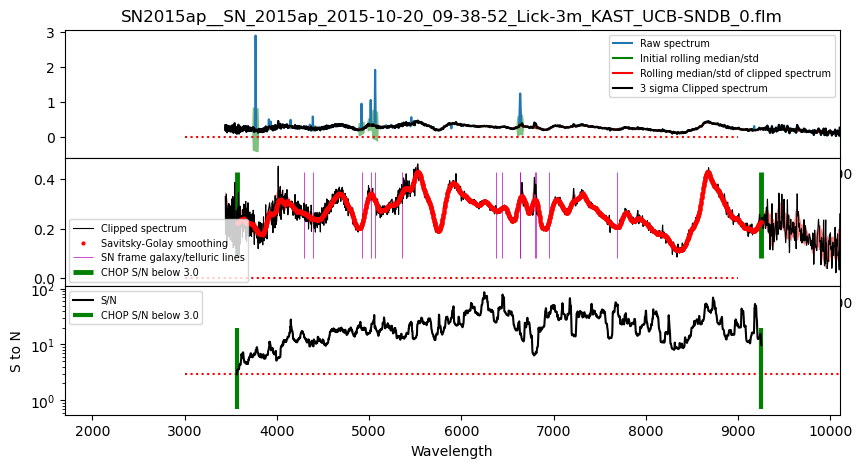 SN2015ap__SN_2015ap_2015-10-20_09-38-52_Lick-3m_KAST_UCB-SNDB_0.flm
3
2
1
0
Raw spectrum
Initial rolling median/std
Rolling median/std of clipped spectrum
3 sigma Clipped spectrum
00
0.4
0.2
0.0
Clipped spectrum
Savitsky-Golay smoothing
SN frame galaxy/telluric lines
CHOP S/N below 3.0
00
S to N
10²
10¹
10⁰
S/N
CHOP S/N below 3.0
2000 3000 4000 5000 6000 7000 8000 9000 10000
Wavelength